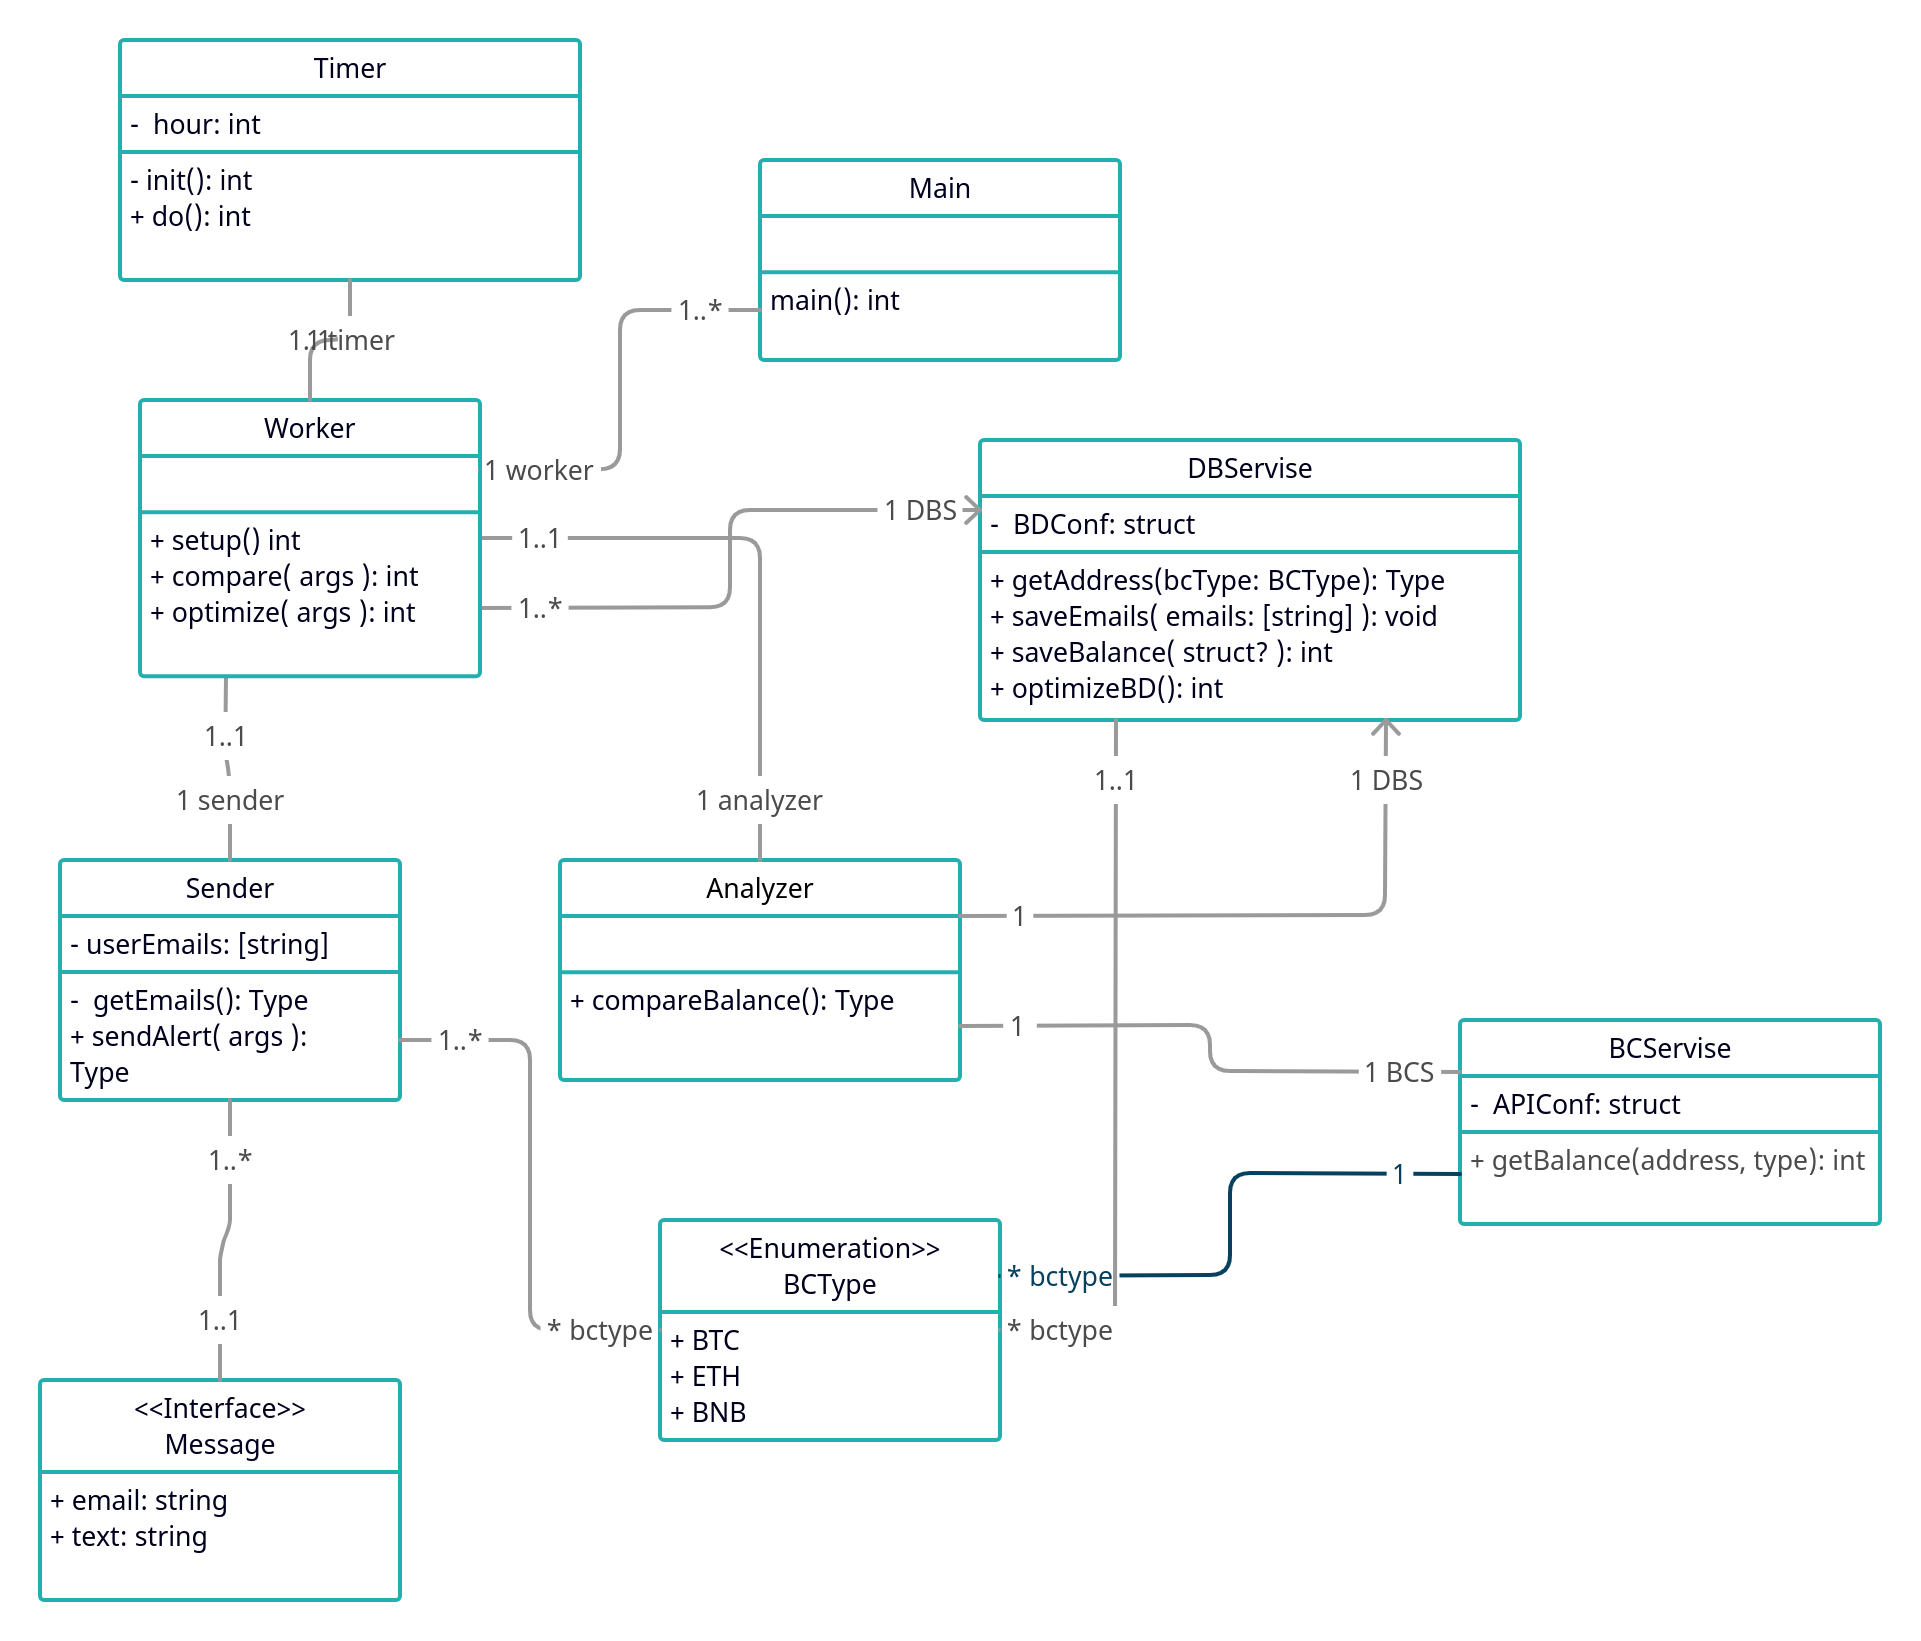 Timer
-  hour: int
- init(): int
+ do(): int
Main
main(): int
1..*
timer
Worker
+ setup() int
+ compare( args ): int
+ optimize( args ): int
1 worker
1..1
1..*
1 DBS
DBServise
-  BDConf: struct
+ getAddress(bcType: BCType): Type
+ saveEmails( emails: [string] ): void
+ saveBalance( struct? ): int
+ optimizeBD(): int
1..1
1 sender
1 analyzer
1..1
1 DBS
Sender
- userEmails: [string]
-  getEmails(): Type
+ sendAlert( args ):
Type
Analyzer
+ compareBalance(): Type
1
1
1 BCS
1..*
BCServise
-  APIConf: struct
+ getBalance(address, type): int
1
1..*
1..1
<<Enumeration>>
BCType
+ BTC
+ ETH
+ BNB
* bctype
* bctype
* bctype
<<Interface>>
Message
+ email: string
+ text: string